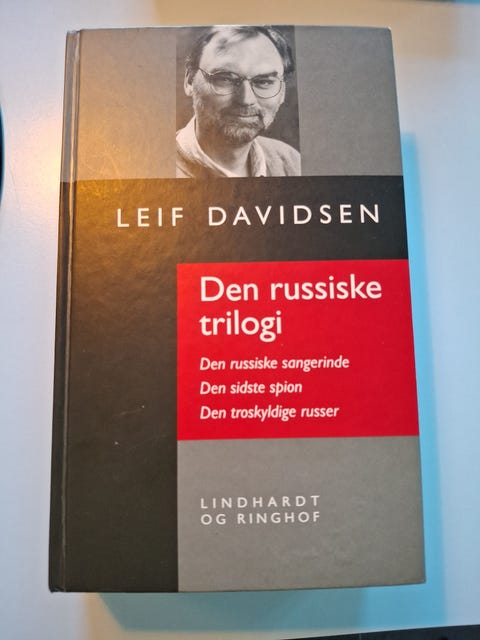 LEIF DAVIDSEN
Den russiske
trilogi
Den russiske sangerinde
Den sidste spion
Den troskyldige russer
LINDHARDT
OG RINGHOF